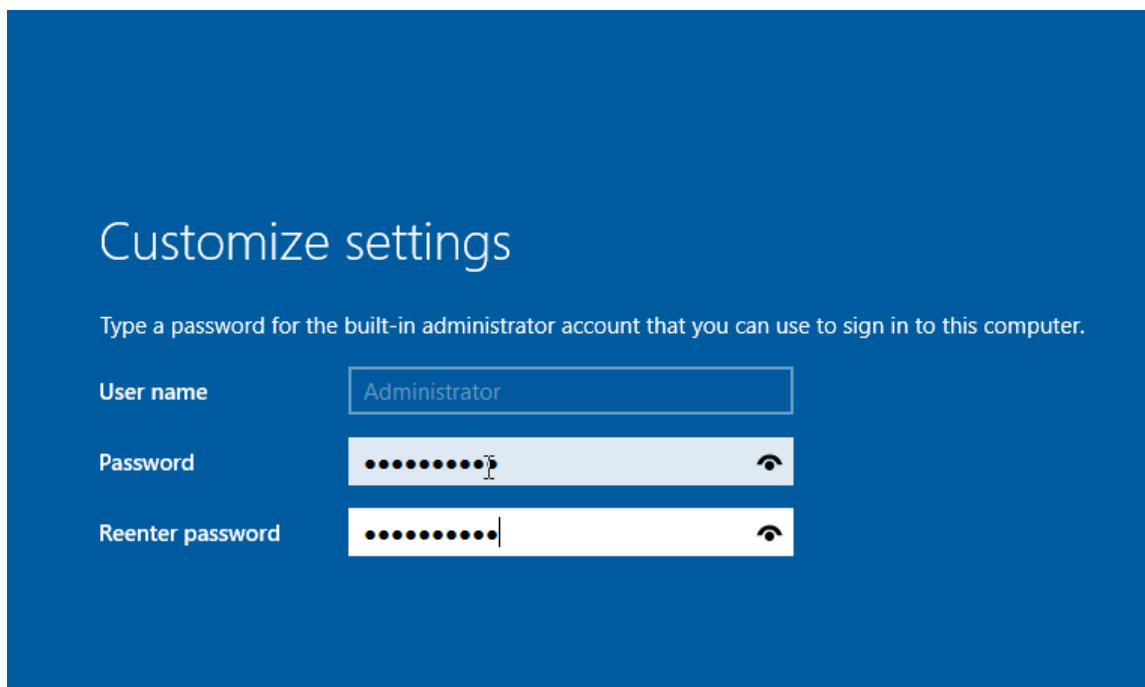 Customize settings
Type a password for the built-in administrator account that you can use to sign in to this computer.
User name Administrator
Password ●●●●●●●●●●
Reenter password ●●●●●●●●●●